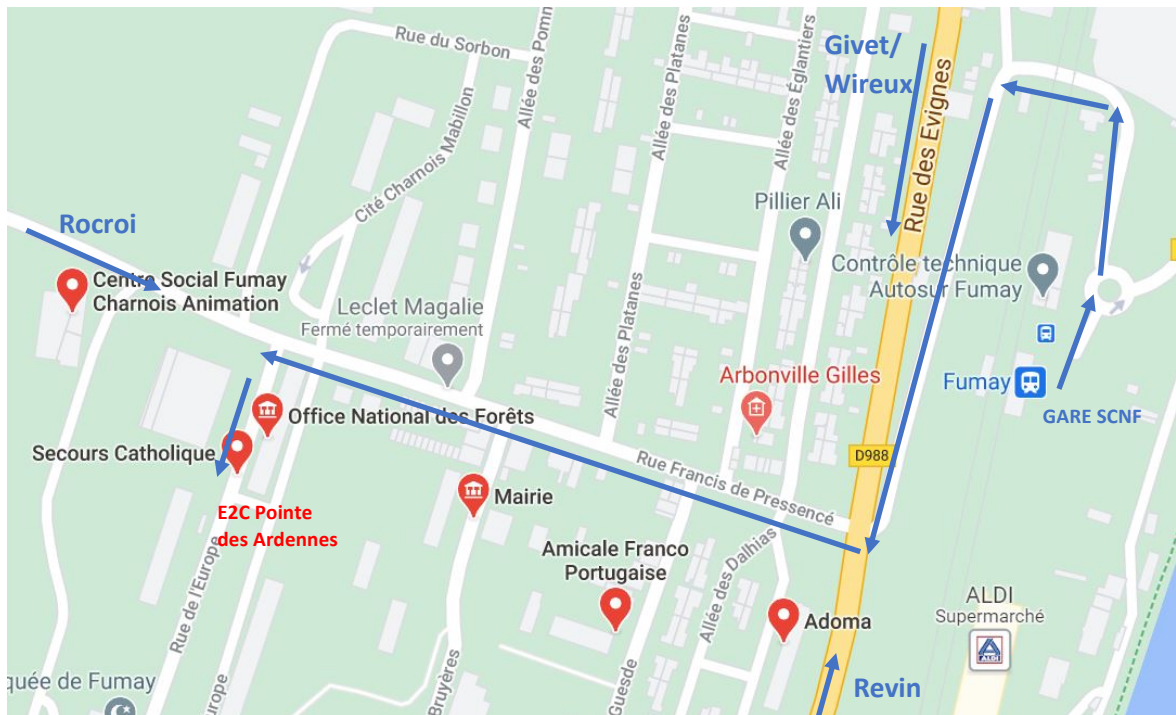 Rue du Sorbon
Allée des Pomm
Allée des Platanes
Allée des Églantiers
Givet/
Wireux
Rue des Evignes
Cité Charnois Mabillon
Pillier Ali
Rocroi
Centre Social Fumay
Charnois Animation
Contrôle technique
Autosur Fumay
Leclet Magalie
Fermé temporairement
Allée des Platanes
Arbonville Gilles
Fumay
GARE SCNF
Office National des Forêts
Secours Catholique
D988
Rue Francis de Pressencé
Mairie
E2C Pointe
des Ardennes
Amicale Franco
Portugaise
Allée des Dalhias
Rue de l'Europe
ALDI
Supermarché
ALDI
Adoma
quée de Fumay
Europe
Bruyères
Guesde
Revin